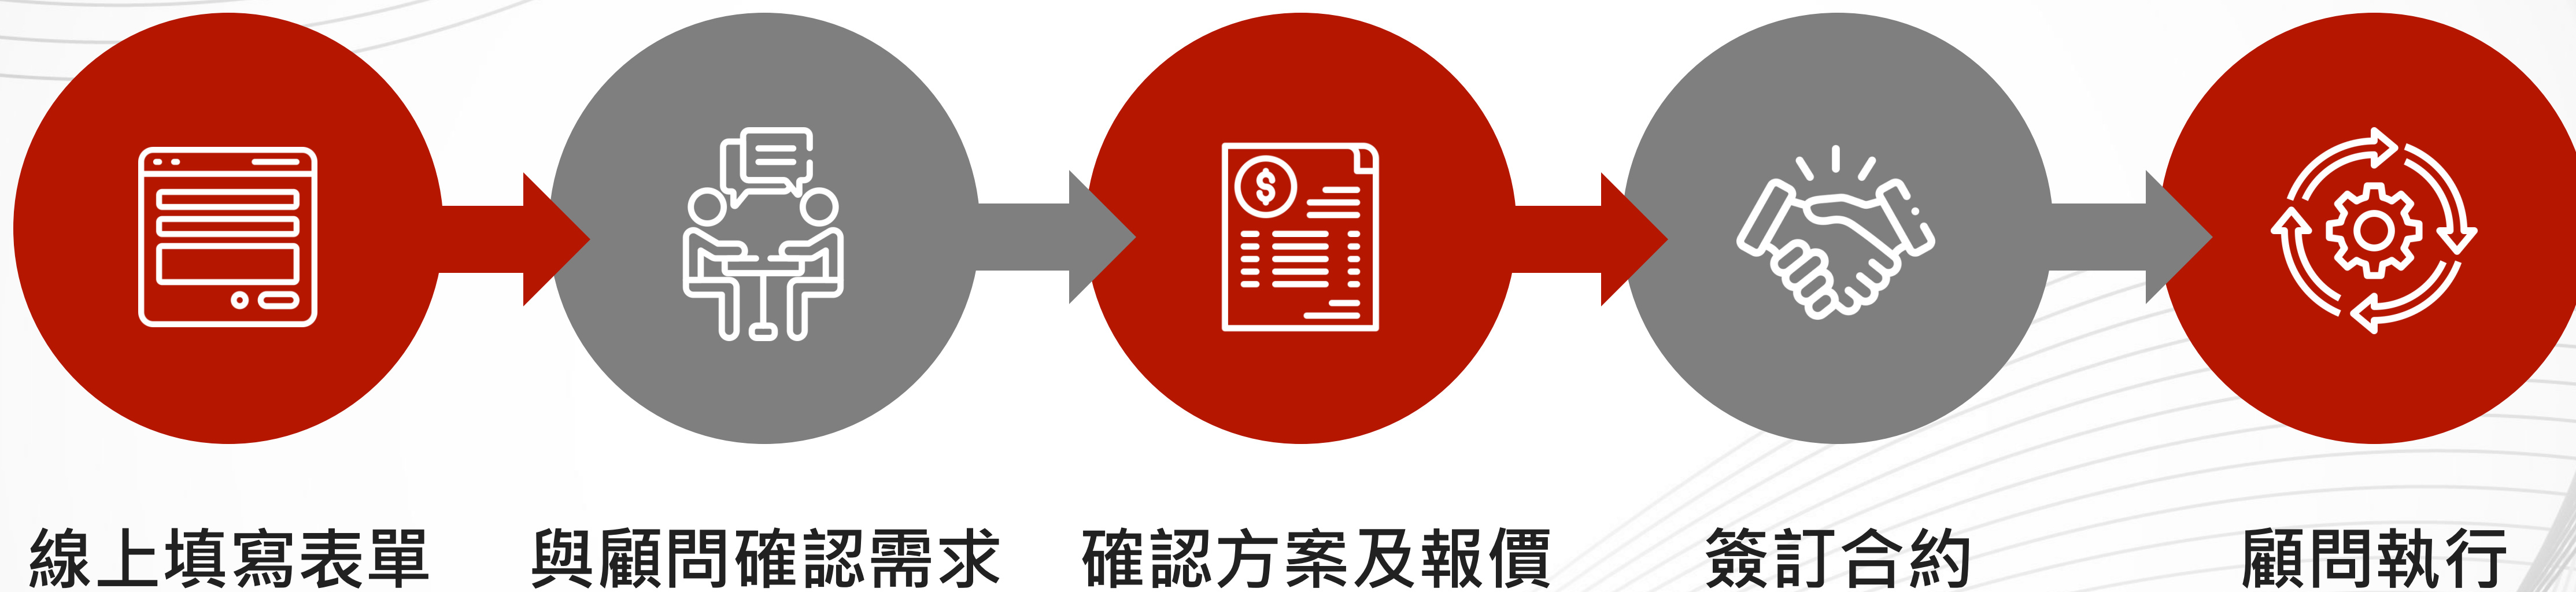 線上填寫表單
與顧問確認需求
確認方案及報價
簽訂合約
顧問執行